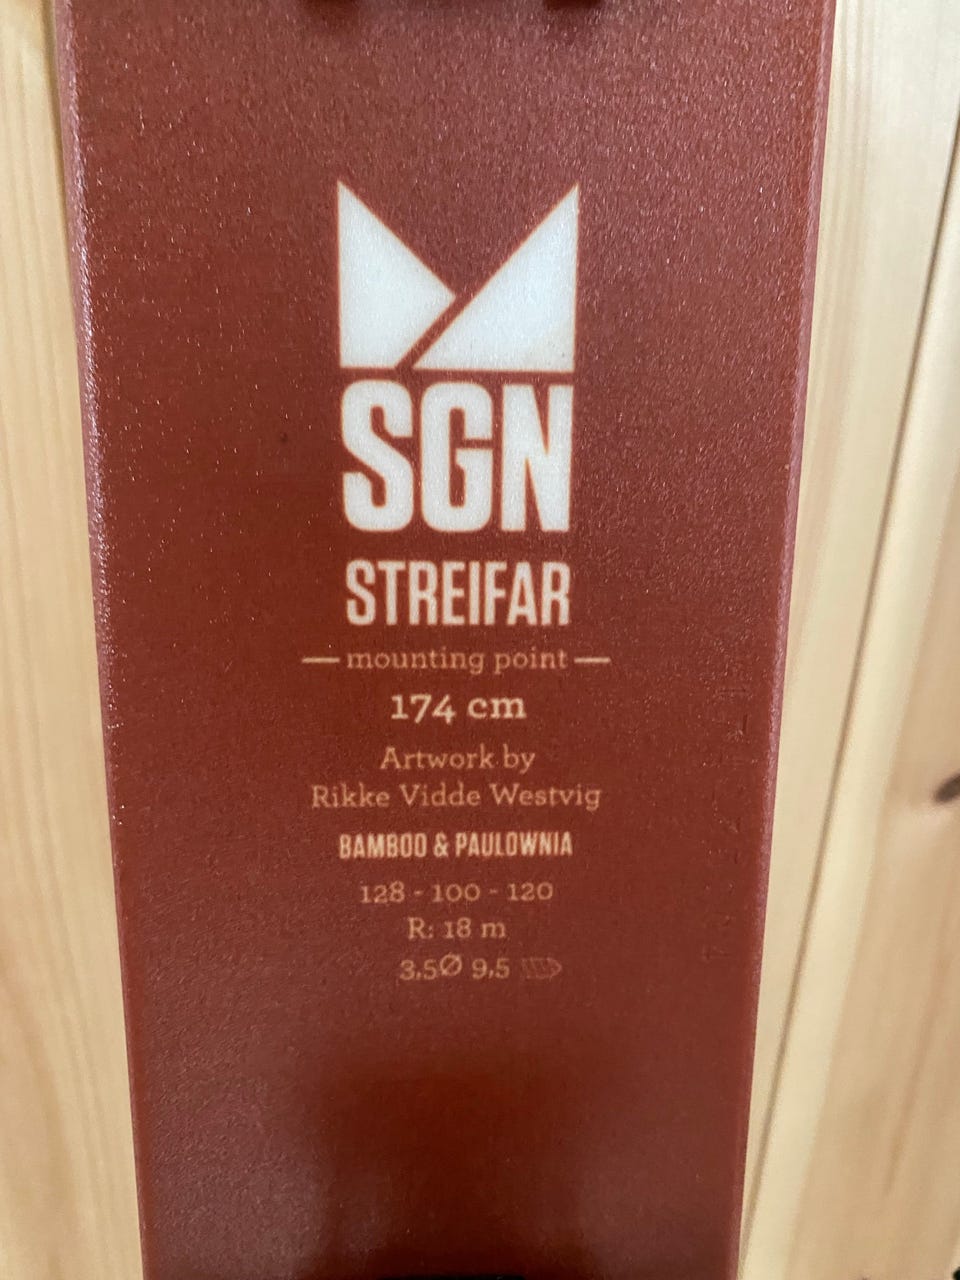 SGN
STREIFAR
— mounting point —
174 cm
Artwork by
Rikke Vidde Westvig
BAMBOO & PAULOWNIA
128 - 100 - 120
R: 18 m
3,5Ø 9,5